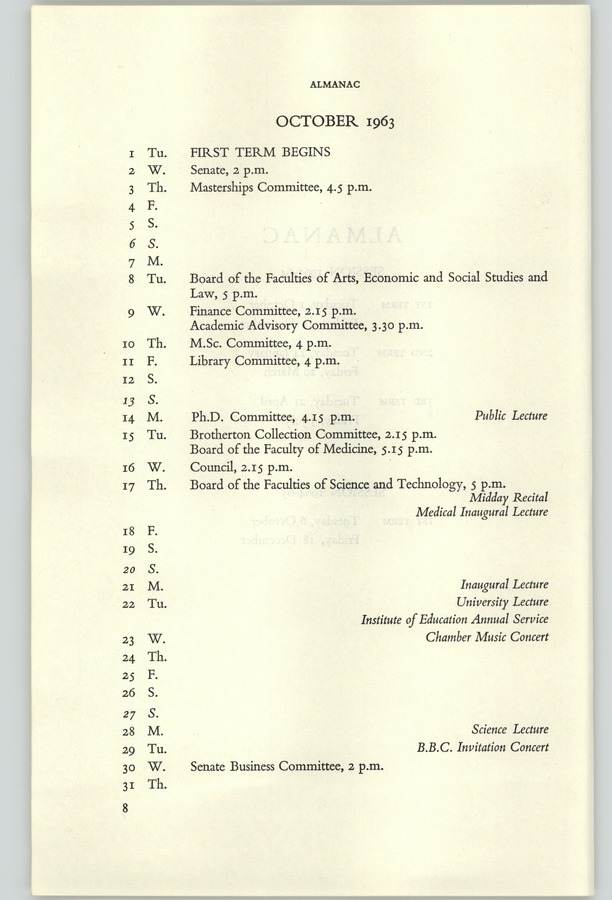 ALMANAC
OCTOBER 1963
1 Tu. FIRST TERM BEGINS
2 W. Senate, 2 p.m.
3 Th. Masterships Committee, 4.5 p.m.
4 F.
5 S.
6 S.
7 M.
8 Tu. Board of the Faculties of Arts, Economic and Social Studies and
Law, 5 p.m.
9 W. Finance Committee, 2.15 p.m.
Academic Advisory Committee, 3.30 p.m.
10 Th. M.Sc. Committee, 4 p.m.
11 F. Library Committee, 4 p.m.
12 S.
13 S.
14 M. Ph.D. Committee, 4.15 p.m. Public Lecture
15 Tu. Brotherton Collection Committee, 2.15 p.m.
Board of the Faculty of Medicine, 5.15 p.m.
16 W. Council, 2.15 p.m.
17 Th. Board of the Faculties of Science and Technology, 5 p.m.
Midday Recital
Medical Inaugural Lecture
18 F.
19 S.
20 S.
21 M. Inaugural Lecture
22 Tu. University Lecture
Institute of Education Annual Service
23 W. Chamber Music Concert
24 Th.
25 F.
26 S.
27 S.
28 M. Science Lecture
29 Tu. B.B.C. Invitation Concert
30 W. Senate Business Committee, 2 p.m.
31 Th.
8